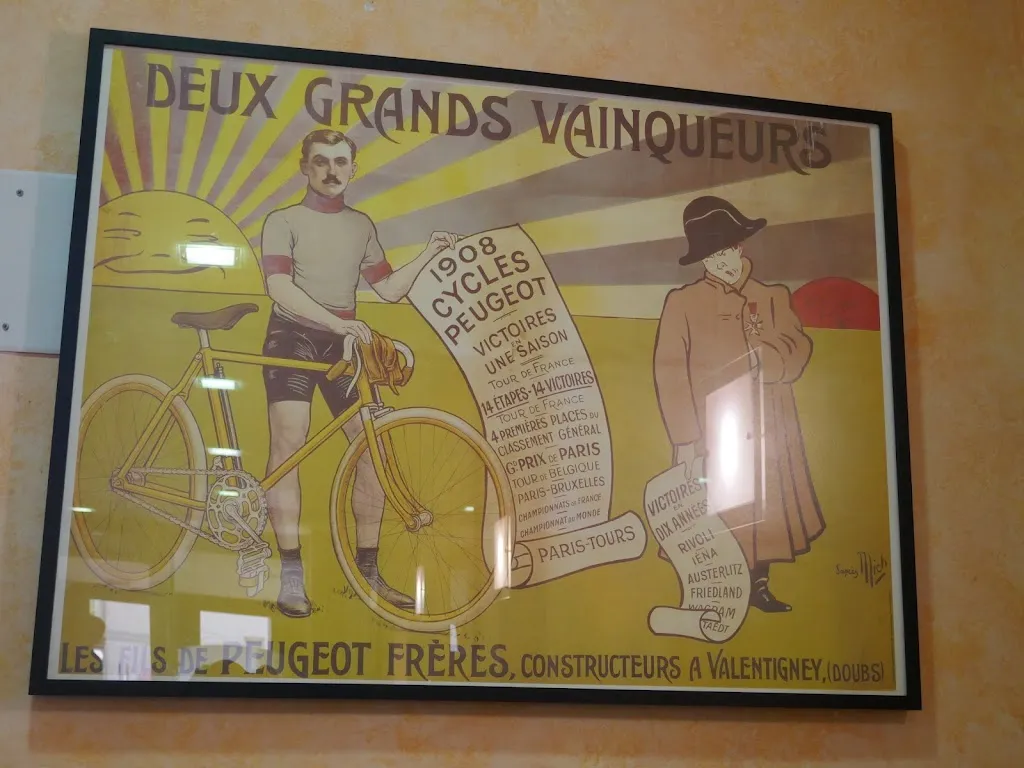 DEUX GRANDS VAINQUEURS
1908
CYCLES
PEUGEOT
VICTOIRES
EN
UNE SAISON
TOUR DE FRANCE
14 ETAPES-14 VICTOIRES
TOUR DE FRANCE
4 PREMIÈRES PLACES DU
CLASSEMENT GÉNÉRAL
GD PRIX DE PARIS
TOUR DE BELGIQUE
PARIS-BRUXELLES
CHAMPIONNATS DE FRANCE
CHAMPIONNAT DU MONDE
PARIS-TOURS
VICTOIRES
EN
DIX ANNÉES
RIVOLI
IÉNA
AUSTERLITZ
FRIEDLAND
WAGRAM
LES FILS DE PEUGEOT FRÈRES, CONSTRUCTEURS A VALENTIGNEY, (DOUBS)